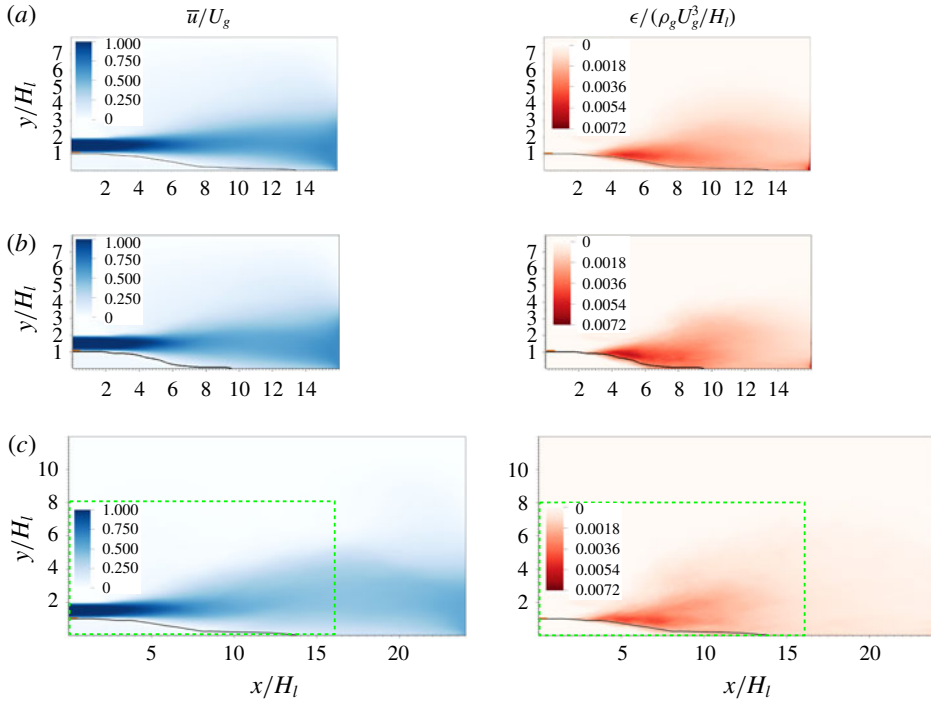 (a) u̅/U_g ϵ/(ρ_g U_g^3/H_l)
7 1.000 7 0
6 0.750 6 0.0018
5 0.500 5 0.0036
4 0.250 4 0.0054
3 0 3 0.0072
2 2
1 1
y/H_l
2 4 6 8 10 12 14 2 4 6 8 10 12 14
(b)
7 1.000 7 0
6 0.750 6 0.0018
5 0.500 5 0.0036
4 0.250 4 0.0054
3 0 3 0.0072
2 2
1 1
y/H_l
2 4 6 8 10 12 14 2 4 6 8 10 12 14
(c)
10 10
8 1.000 8 0
6 0.750 6 0.0018
4 0.500 4 0.0036
2 0.250 2 0.0054
0 0.0072
y/H_l
5 10 15 20 5 10 15 20
x/H_l x/H_l